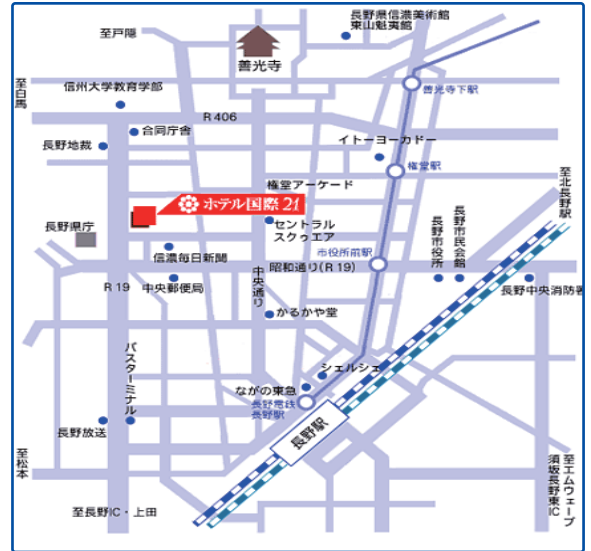 長野県信濃美術館
東山魁夷館
至戸隠
善光寺
至白馬
信州大学教育学部
善光寺下駅
R 406
合同庁舎
イトーヨーカドー
長野地裁
権堂駅
至北長野駅
権堂アーケード
ホテル国際21
長野県庁
セントラル
スクゥエア
長野市民会館
長野市役所
市役所前駅
信濃毎日新聞
昭和通り(R 19)
中央通り
R 19
中央郵便局
長野中央消防署
かるかや堂
バスターミナル
シェルシェ
ながの東急
長野電鉄
長野駅
長野駅
長野放送
至松本
至エムウェーブ
須坂長野東IC
至長野IC・上田